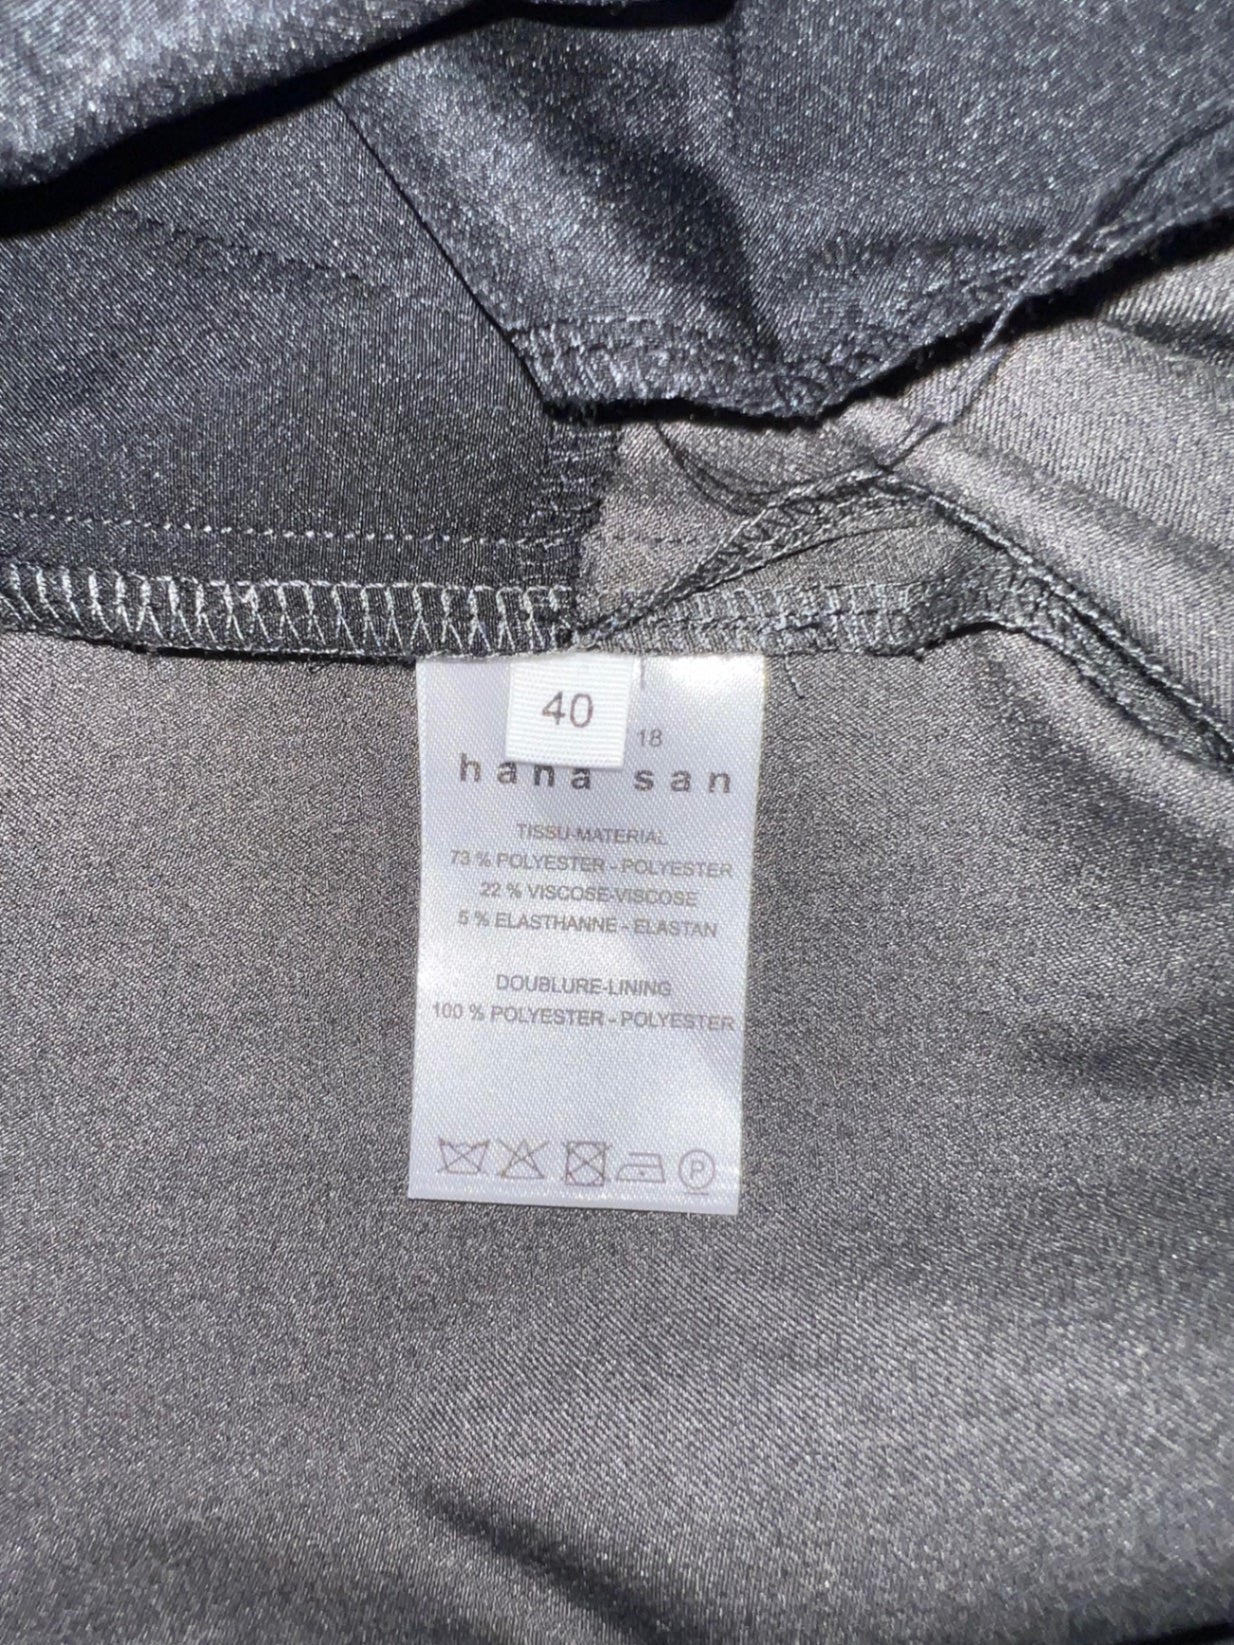 40
18
hana san
TISSU-MATERIAL
73 % POLYESTER - POLYESTER
22 % VISCOSE-VISCOSE
5 % ELASTHANNE - ELASTAN
DOUBLURE-LINING
100 % POLYESTER - POLYESTER
P